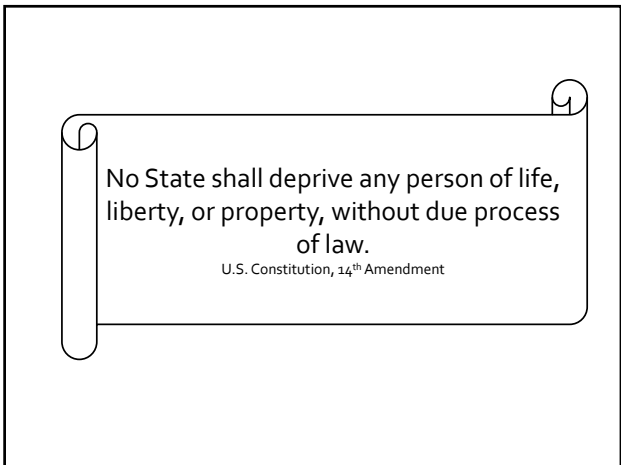 No State shall deprive any person of life,
liberty, or property, without due process
of law.
U.S. Constitution, 14th Amendment